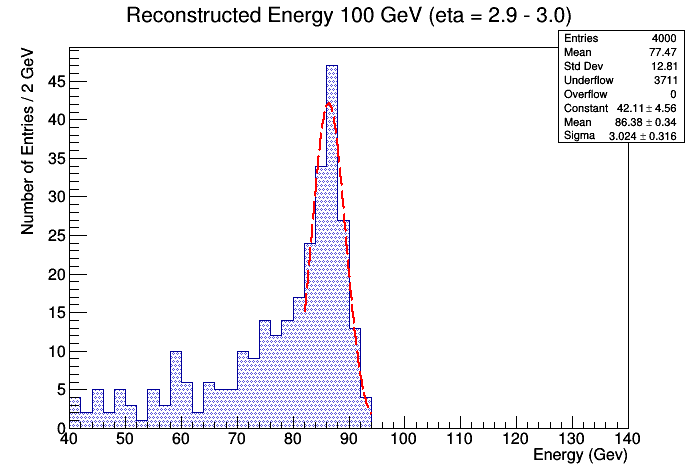 Reconstructed Energy 100 GeV (eta = 2.9 - 3.0)
Entries 4000
Mean 77.47
Std Dev 12.81
Underflow 3711
Overflow 0
Constant 42.11 ± 4.56
Mean 86.38 ± 0.34
Sigma 3.024 ± 0.316
Number of Entries / 2 GeV
45
40
35
30
25
20
15
10
5
0
40 50 60 70 80 90 100 110 120 130 140
Energy (Gev)